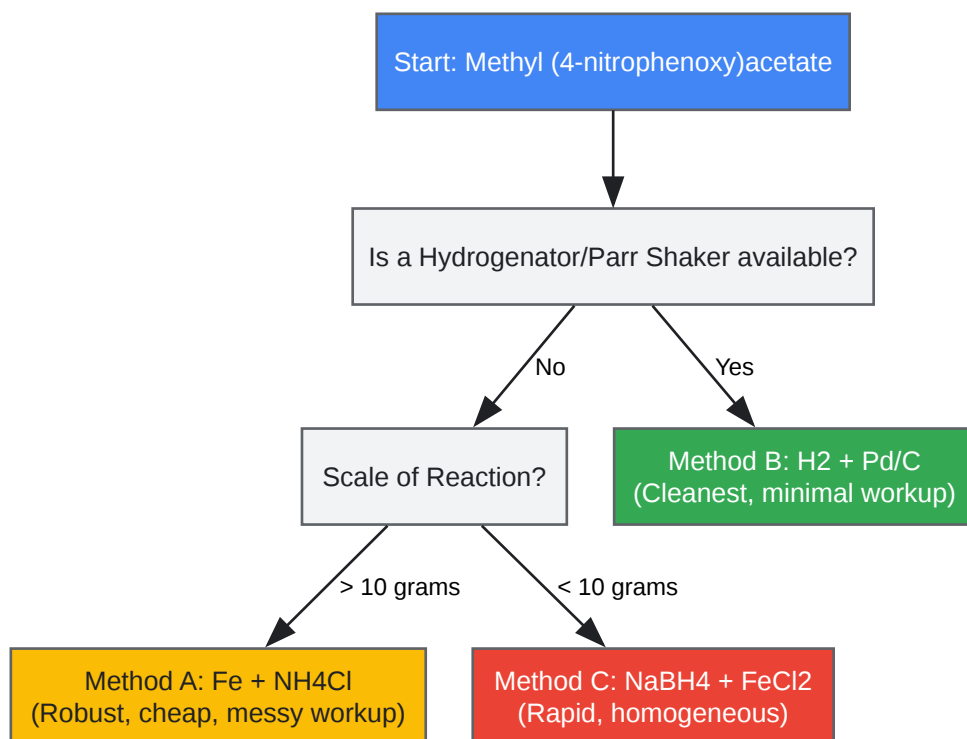 Start: Methyl (4-nitrophenoxy)acetate
Is a Hydrogenator/Parr Shaker available?
No
Yes
Scale of Reaction?
Method B: H2 + Pd/C
(Cleanest, minimal workup)
> 10 grams
< 10 grams
Method A: Fe + NH4Cl
(Robust, cheap, messy workup)
Method C: NaBH4 + FeCl2
(Rapid, homogeneous)